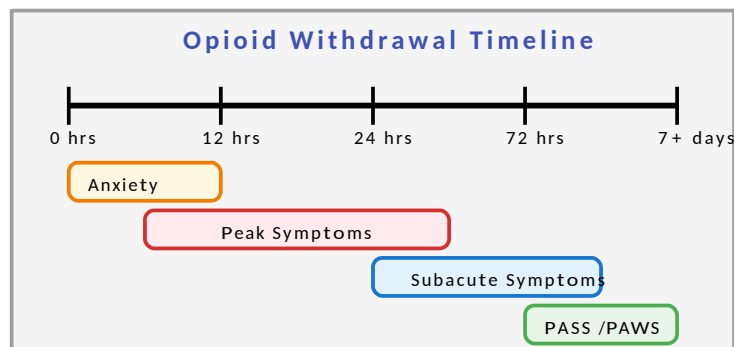 Opioid Withdrawal Timeline
0 hrs 12 hrs 24 hrs 72 hrs 7+ days
Anxiety
Peak Symptoms
Subacute Symptoms
PASS /PAWS